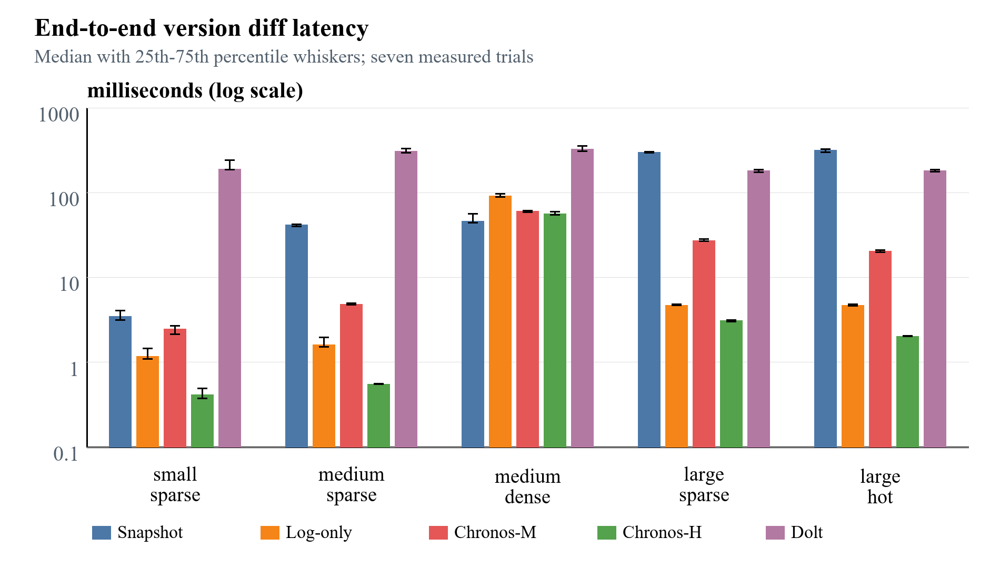 End-to-end version diff latency
Median with 25th-75th percentile whiskers; seven measured trials
milliseconds (log scale)
1000
100
10
1
0.1
small
sparse
medium
sparse
medium
dense
large
sparse
large
hot
Snapshot
Log-only
Chronos-M
Chronos-H
Dolt